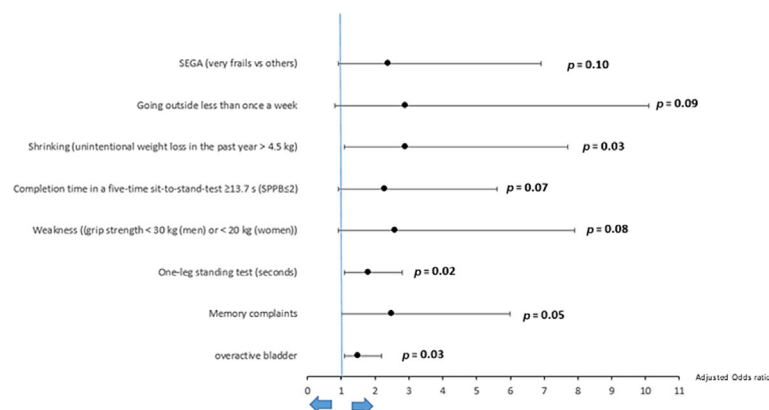 SEGA (very frails vs others)
p = 0.10
Going outside less than once a week
p = 0.09
Shrinking (unintentional weight loss in the past year > 4.5 kg)
p = 0.03
Completion time in a five-time sit-to-stand-test ≥13.7 s (SPPB≤2)
p = 0.07
Weakness ((grip strength < 30 kg (men) or < 20 kg (women))
p = 0.08
One-leg standing test (seconds)
p = 0.02
Memory complaints
p = 0.05
overactive bladder
p = 0.03
0 1 2 3 4 5 6 7 8 9 10 11
Adjusted Odds ratio